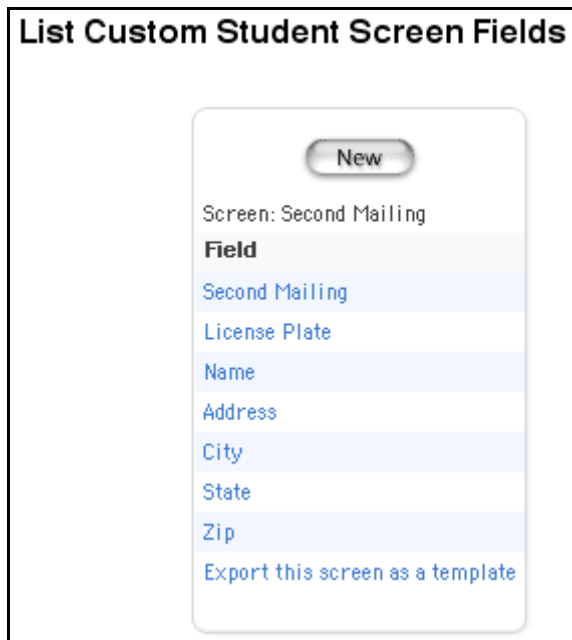 List Custom Student Screen Fields
New
Screen: Second Mailing
Field
Second Mailing
License Plate
Name
Address
City
State
Zip
Export this screen as a template